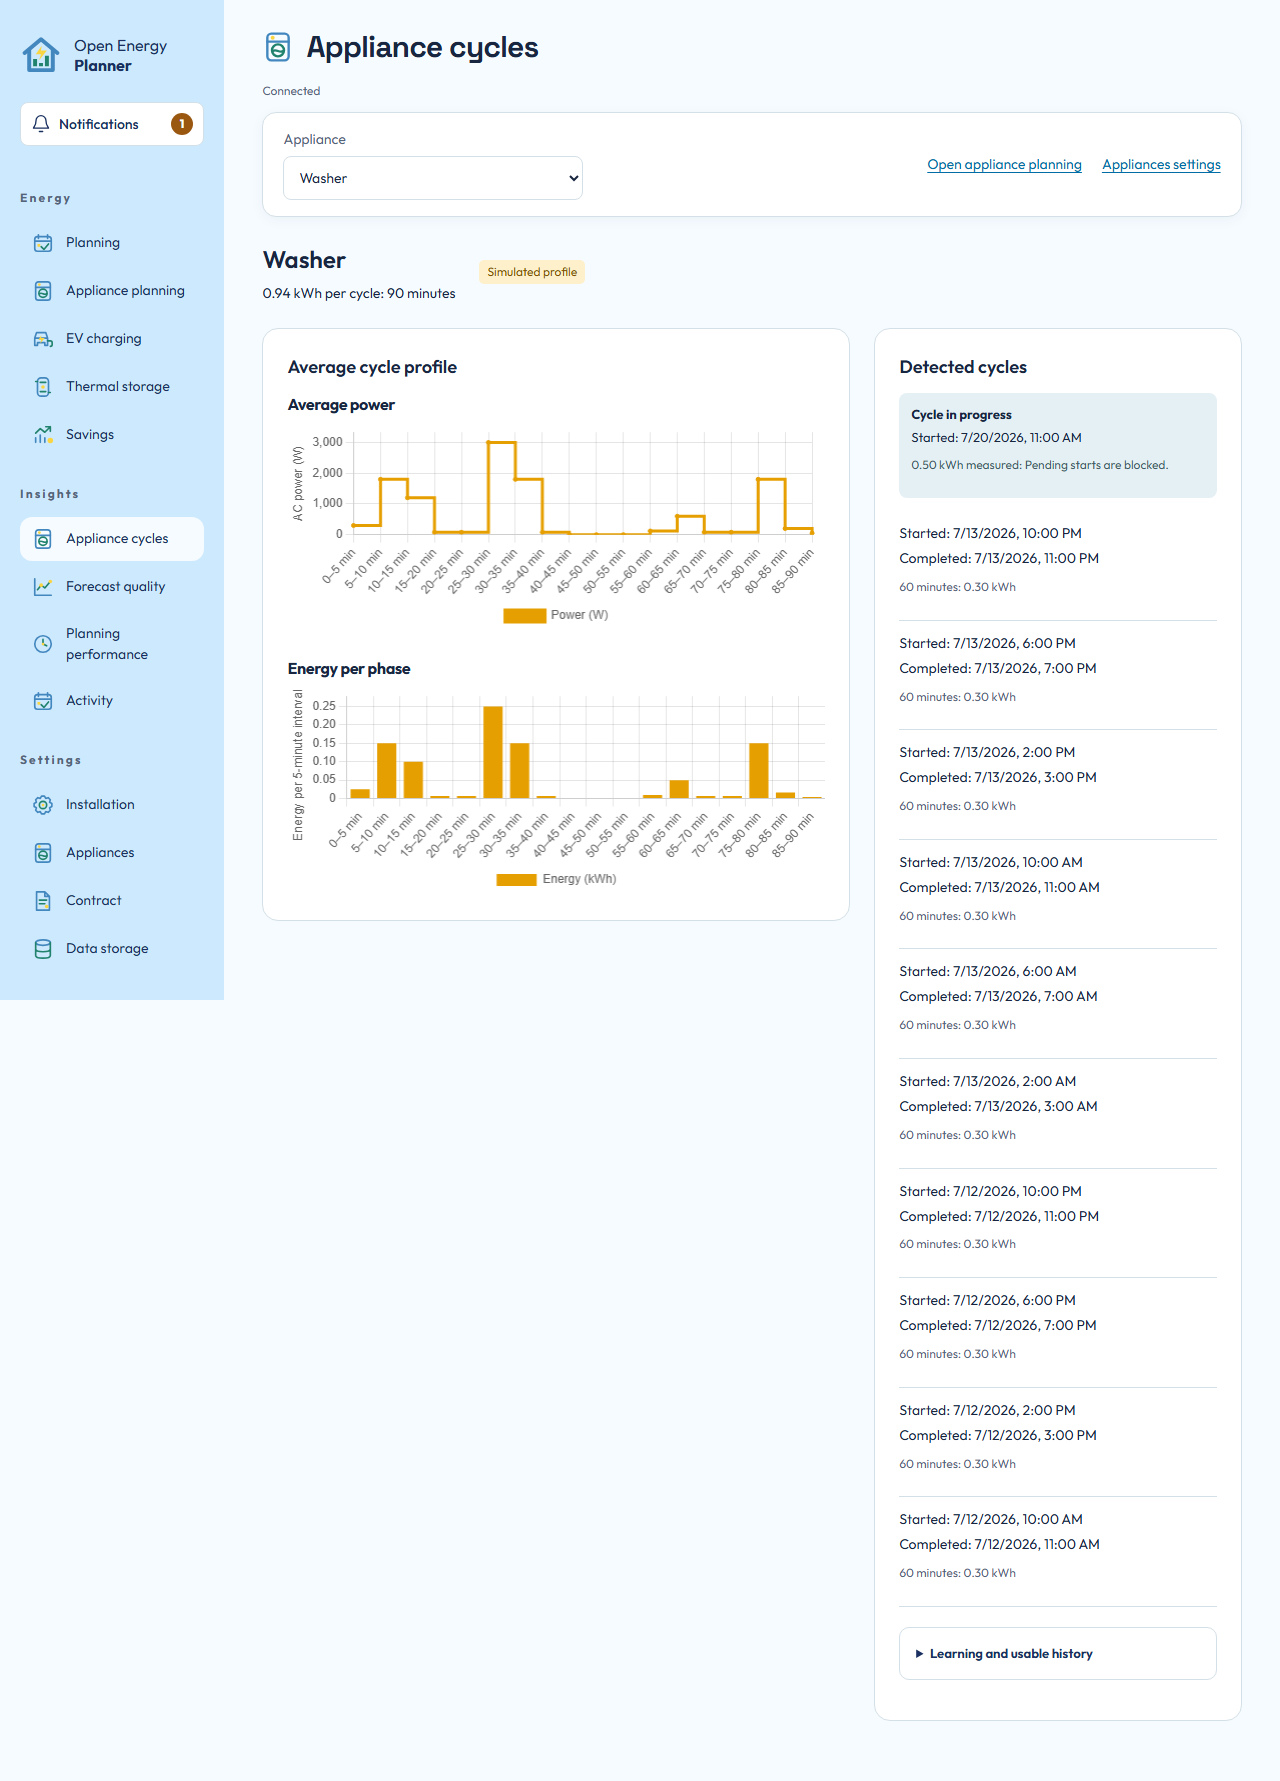 Open Energy
Planner
Notifications
1
Energy
Planning
Appliance planning
EV charging
Thermal storage
Savings
Insights
Appliance cycles
Forecast quality
Planning
performance
Activity
Settings
Installation
Appliances
Contract
Data storage
Appliance cycles
Connected
Appliance
Washer
Open appliance planning
Appliances settings
Washer
0.94 kWh per cycle: 90 minutes
Simulated profile
Average cycle profile
Average power
AC power (W)
3,000
2,000
1,000
0
0–5 min
5–10 min
10–15 min
15–20 min
20–25 min
25–30 min
30–35 min
35–40 min
40–45 min
45–50 min
50–55 min
55–60 min
60–65 min
65–70 min
70–75 min
75–80 min
80–85 min
85–90 min
Power (W)
Energy per phase
Energy per 5-minute interval
0.25
0.20
0.15
0.10
0.05
0
0–5 min
5–10 min
10–15 min
15–20 min
20–25 min
25–30 min
30–35 min
35–40 min
40–45 min
45–50 min
50–55 min
55–60 min
60–65 min
65–70 min
70–75 min
75–80 min
80–85 min
85–90 min
Energy (kWh)
Detected cycles
Cycle in progress
Started: 7/20/2026, 11:00 AM
0.50 kWh measured: Pending starts are blocked.
Started: 7/13/2026, 10:00 PM
Completed: 7/13/2026, 11:00 PM
60 minutes: 0.30 kWh
Started: 7/13/2026, 6:00 PM
Completed: 7/13/2026, 7:00 PM
60 minutes: 0.30 kWh
Started: 7/13/2026, 2:00 PM
Completed: 7/13/2026, 3:00 PM
60 minutes: 0.30 kWh
Started: 7/13/2026, 10:00 AM
Completed: 7/13/2026, 11:00 AM
60 minutes: 0.30 kWh
Started: 7/13/2026, 6:00 AM
Completed: 7/13/2026, 7:00 AM
60 minutes: 0.30 kWh
Started: 7/13/2026, 2:00 AM
Completed: 7/13/2026, 3:00 AM
60 minutes: 0.30 kWh
Started: 7/12/2026, 10:00 PM
Completed: 7/12/2026, 11:00 PM
60 minutes: 0.30 kWh
Started: 7/12/2026, 6:00 PM
Completed: 7/12/2026, 7:00 PM
60 minutes: 0.30 kWh
Started: 7/12/2026, 2:00 PM
Completed: 7/12/2026, 3:00 PM
60 minutes: 0.30 kWh
Started: 7/12/2026, 10:00 AM
Completed: 7/12/2026, 11:00 AM
60 minutes: 0.30 kWh
Learning and usable history